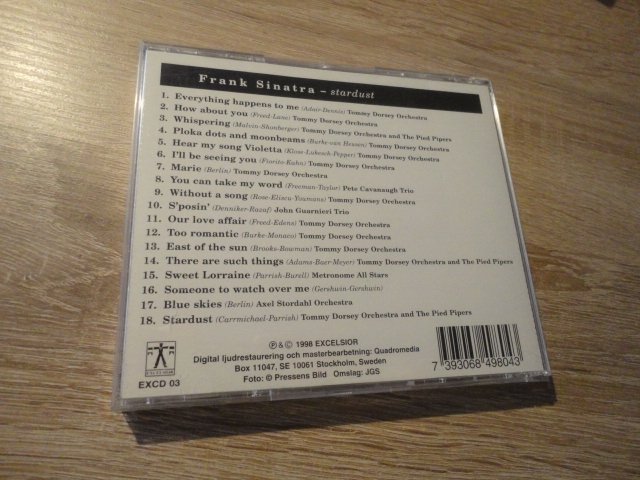 Frank Sinatra – stardust
1. Everything happens to me (Adair-Dennis) Tommy Dorsey Orchestra
2. How about you (Freed-Lane) Tommy Dorsey Orchestra
3. Whispering (Malvin-Shonberger) Tommy Dorsey Orchestra and The Pied Pipers
4. Ploka dots and moonbeams (Burke-van Heusen) Tommy Dorsey Orchestra
5. Hear my song Violetta (Klose-Lukesch-Pepper) Tommy Dorsey Orchestra
6. I'll be seeing you (Fiorito-Kahn) Tommy Dorsey Orchestra
7. Marie (Berlin) Tommy Dorsey Orchestra
8. You can take my word (Freeman-Taylor) Pete Cavanaugh Trio
9. Without a song (Rose-Eliscu-Youmans) Tommy Dorsey Orchestra
10. S'posin' (Denniker-Razaf) John Guarnieri Trio
11. Our love affair (Freed-Edens) Tommy Dorsey Orchestra
12. Too romantic (Burke-Monaco) Tommy Dorsey Orchestra
13. East of the sun (Brooks-Bowman) Tommy Dorsey Orchestra
14. There are such things (Adams-Baer-Meyer) Tommy Dorsey Orchestra and The Pied Pipers
15. Sweet Lorraine (Parrish-Burell) Metronome All Stars
16. Someone to watch over me (Gershwin-Gershwin)
17. Blue skies (Berlin) Axel Stordahl Orchestra
18. Stardust (Carrmichael-Parrish) Tommy Dorsey Orchestra and The Pied Pipers
℗ & © 1998 EXCELSIOR
Digital ljudrestaurering och masterbearbetning: Quadromedia
Box 11047, SE 10061 Stockholm, Sweden
Foto: © Pressens Bild Omslag: JGS
EXCD 03
7 393068 498043